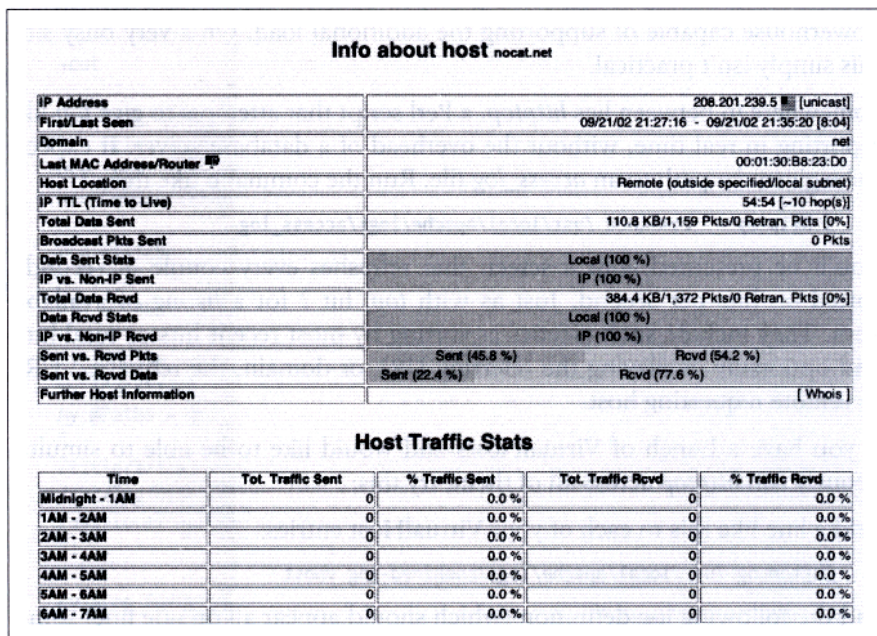 Info about host nocat.net
IP Address 208.201.239.5 [unicast]
First/Last Seen 09/21/02 21:27:16 - 09/21/02 21:35:20 [8:04]
Domain net
Last MAC Address/Router 00:01:30:B8:23:D0
Host Location Remote (outside specified/local subnet)
IP TTL (Time to Live) 54:54 [~10 hop(s)]
Total Data Sent 110.8 KB/1,159 Pkts/0 Retran. Pkts [0%]
Broadcast Pkts Sent 0 Pkts
Data Sent Stats Local (100 %)
IP vs. Non-IP Sent IP (100 %)
Total Data Rcvd 384.4 KB/1,372 Pkts/0 Retran. Pkts [0%]
Data Rcvd Stats Local (100 %)
IP vs. Non-IP Rcvd IP (100 %)
Sent vs. Rcvd Pkts Sent (45.8 %) Rcvd (54.2 %)
Sent vs. Rcvd Data Sent (22.4 %) Rcvd (77.6 %)
Further Host Information [ Whois ]
Host Traffic Stats
Time Tot. Traffic Sent % Traffic Sent Tot. Traffic Rcvd % Traffic Rcvd
Midnight - 1AM 0 0.0 % 0 0.0 %
1AM - 2AM 0 0.0 % 0 0.0 %
2AM - 3AM 0 0.0 % 0 0.0 %
3AM - 4AM 0 0.0 % 0 0.0 %
4AM - 5AM 0 0.0 % 0 0.0 %
5AM - 6AM 0 0.0 % 0 0.0 %
6AM - 7AM 0 0.0 % 0 0.0 %